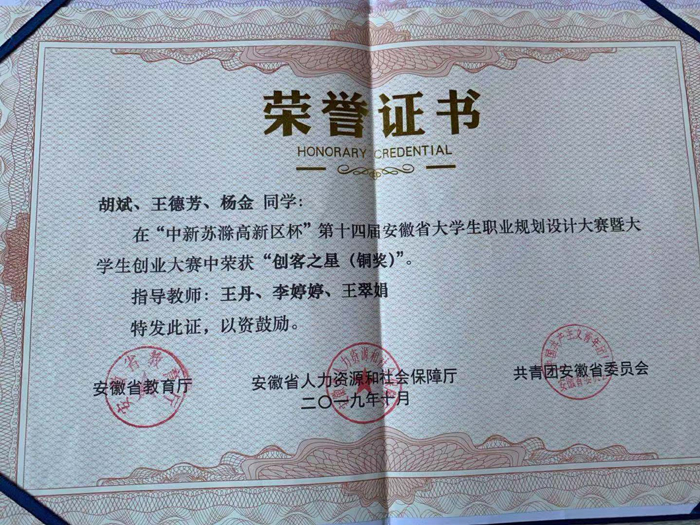 荣誉证书
HONORARY CREDENTIAL
胡斌、王德芳、杨金 同学：
在“中新苏滁高新区杯”第十四届安徽省大学生职业规划设计大赛暨大
学生创业大赛中荣获“创客之星（铜奖）”。
指导教师：王丹、李婷婷、王翠娟
特发此证，以资鼓励。
安徽省教育厅
安徽省人力资源和社会保障厅
共青团安徽省委员会
二〇一九年十月
安徽省教育厅